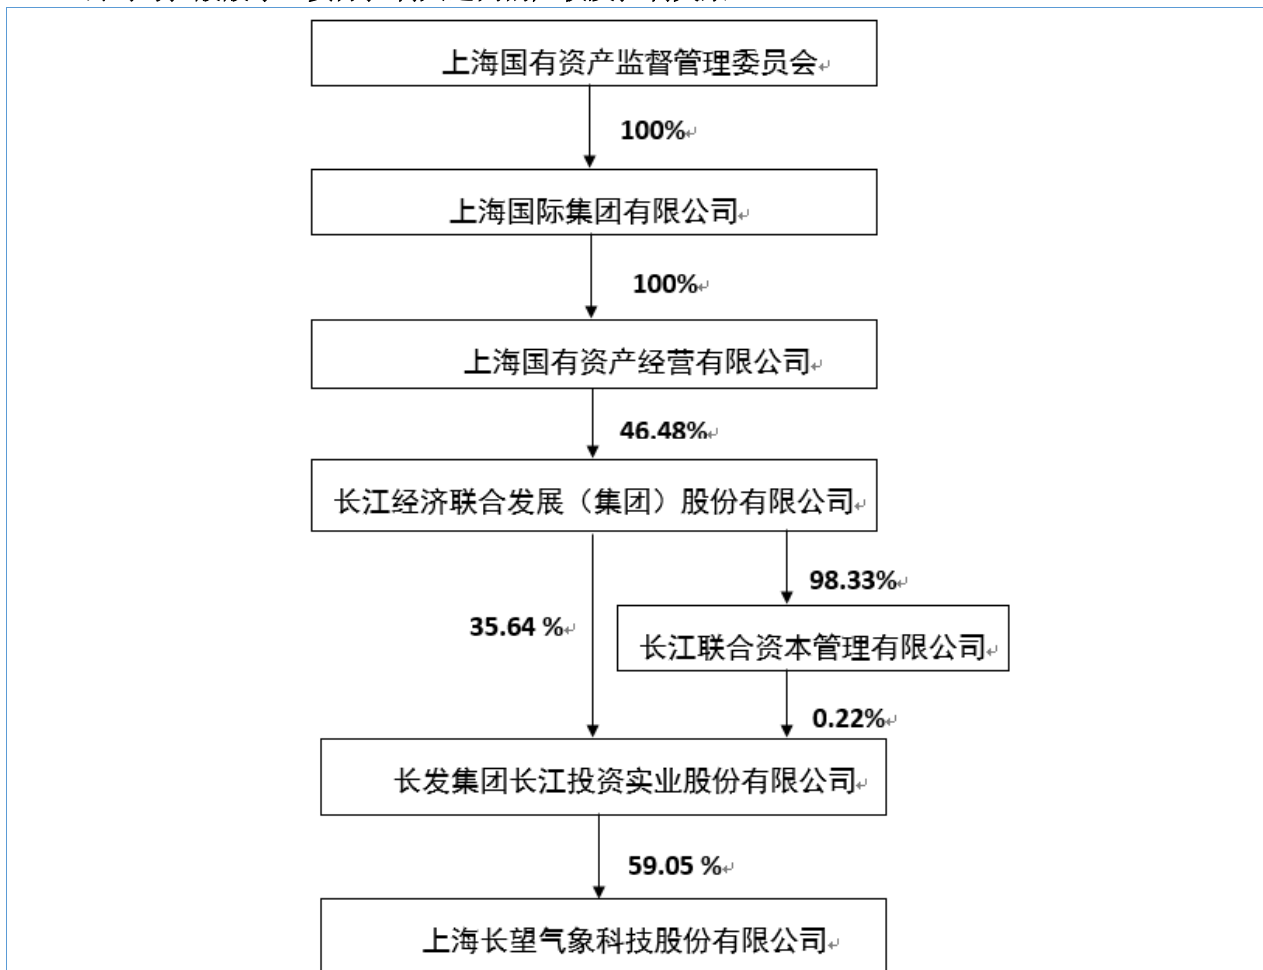 上海国有资产监督管理委员会
100%
上海国际集团有限公司
100%
上海国有资产经营有限公司
46.48%
长江经济联合发展（集团）股份有限公司
98.33%
35.64 %
长江联合资本管理有限公司
0.22%
长发集团长江投资实业股份有限公司
59.05 %
上海长望气象科技股份有限公司